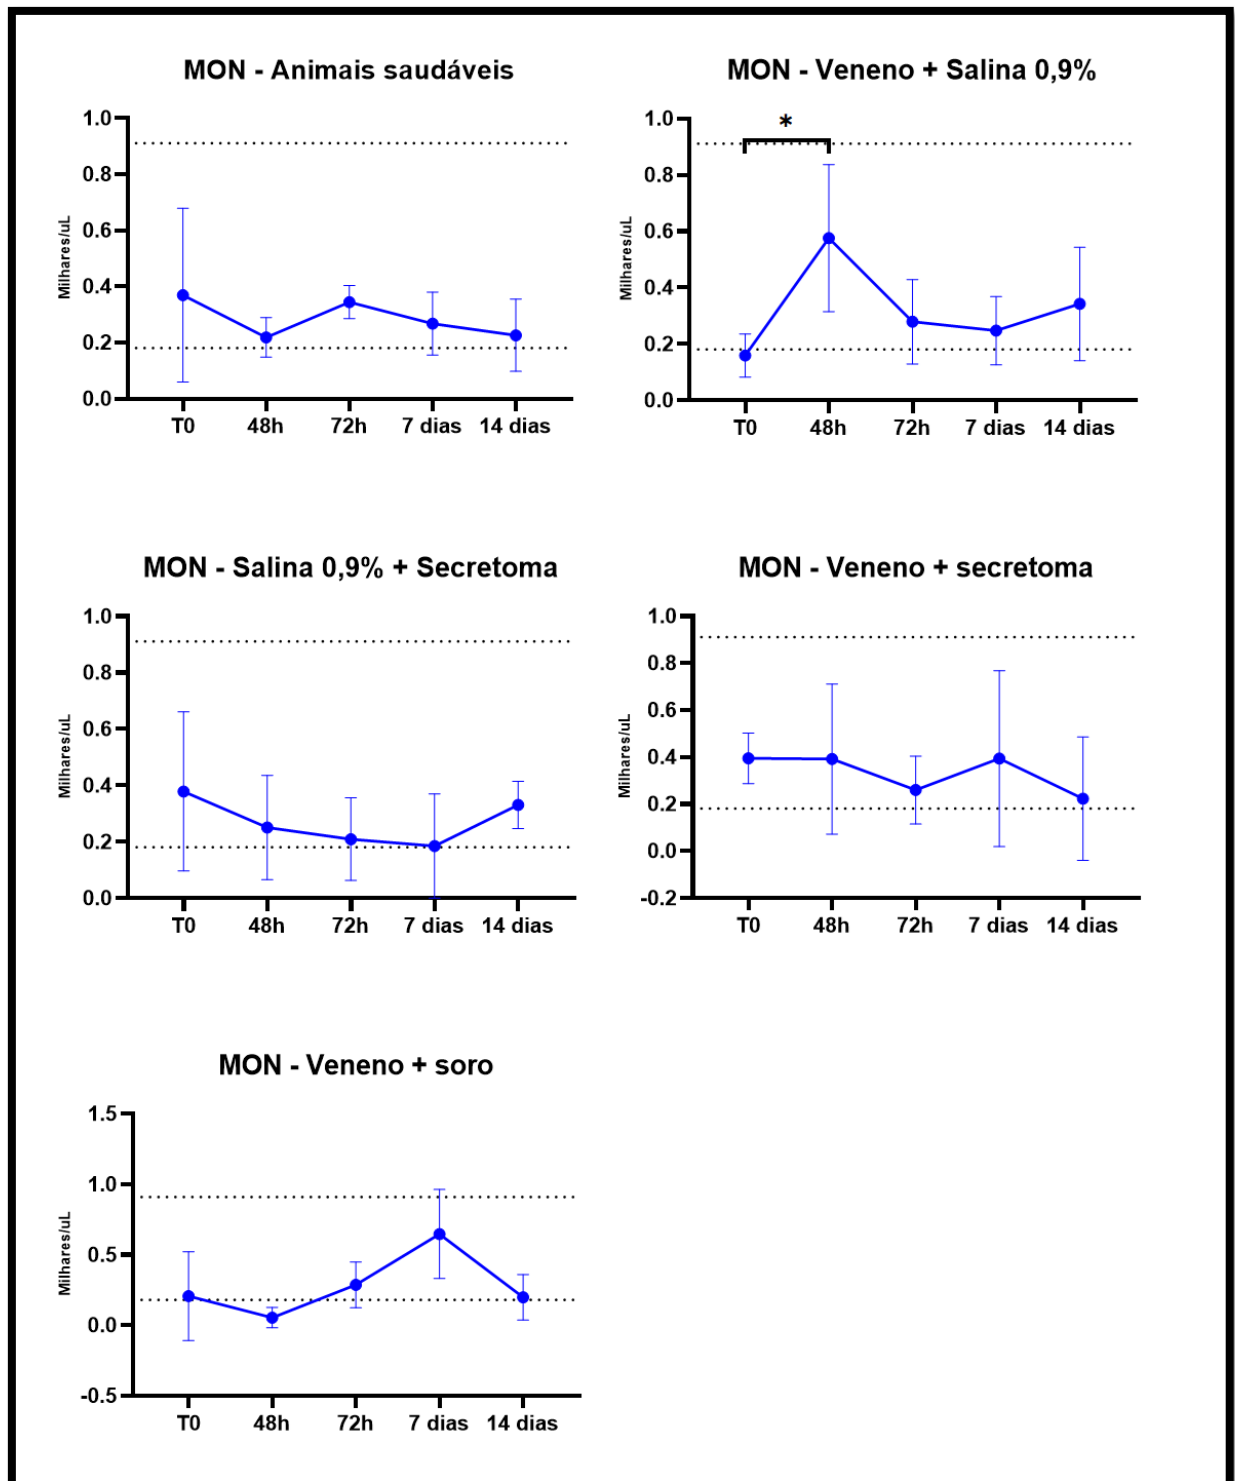 MON - Animais saudáveis
1.0
0.8
0.6
0.4
0.2
0.0
Milhares/uL
T0 48h 72h 7 dias 14 dias
MON - Veneno + Salina 0,9%
*
1.0
0.8
0.6
0.4
0.2
0.0
Milhares/uL
T0 48h 72h 7 dias 14 dias
MON - Salina 0,9% + Secretoma
1.0
0.8
0.6
0.4
0.2
0.0
Milhares/uL
T0 48h 72h 7 dias 14 dias
MON - Veneno + secretoma
1.0
0.8
0.6
0.4
0.2
0.0
-0.2
Milhares/uL
T0 48h 72h 7 dias 14 dias
MON - Veneno + soro
1.5
1.0
0.5
0.0
-0.5
Milhares/uL
T0 48h 72h 7 dias 14 dias